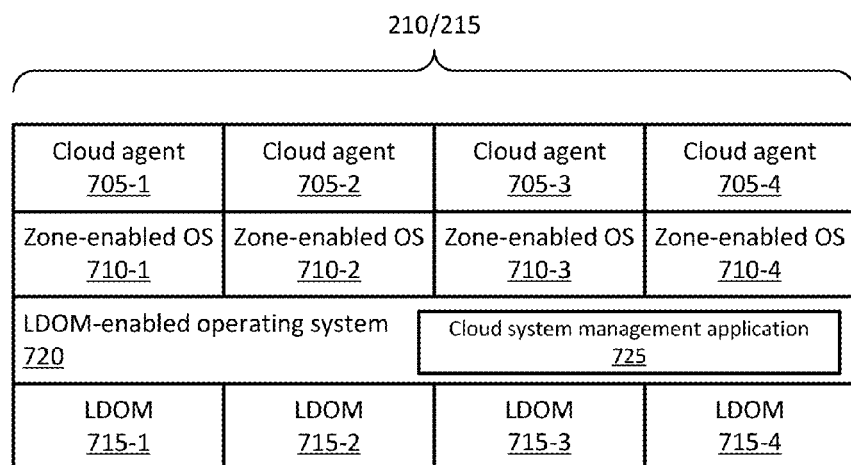 210/215
Cloud agent Cloud agent Cloud agent Cloud agent
705-1 705-2 705-3 705-4
Zone-enabled OS Zone-enabled OS Zone-enabled OS Zone-enabled OS
710-1 710-2 710-3 710-4
LDOM-enabled operating system
720
Cloud system management application
725
LDOM LDOM LDOM LDOM
715-1 715-2 715-3 715-4